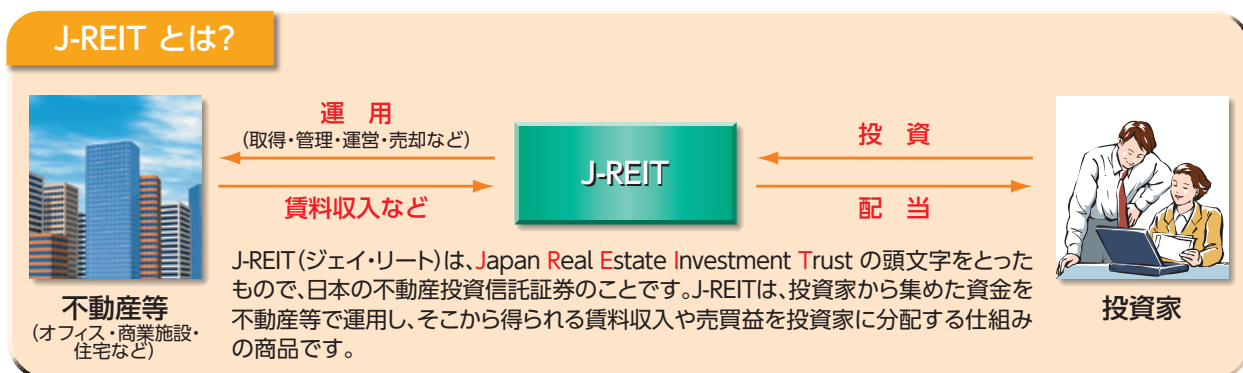 J-REIT とは?
運 用
(取得・管理・運営・売却など)
賃料収入など
J-REIT
投 資
配 当
不動産等
(オフィス・商業施設・
住宅など)
投資家
J-REIT(ジェイ・リート)は、Japan Real Estate Investment Trust の頭文字をとった
もので、日本の不動産投資信託証券のことです。J-REITは、投資家から集めた資金を
不動産等で運用し、そこから得られる賃料収入や売買益を投資家に分配する仕組み
の商品です。